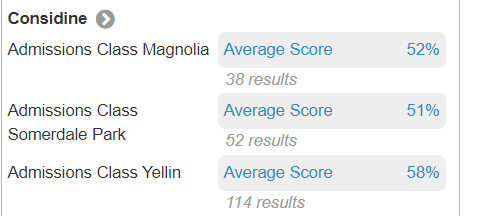 Considine
Admissions Class Magnolia Average Score 52%
38 results
Admissions Class Average Score 51%
Somerdale Park
52 results
Admissions Class Yellin Average Score 58%
114 results